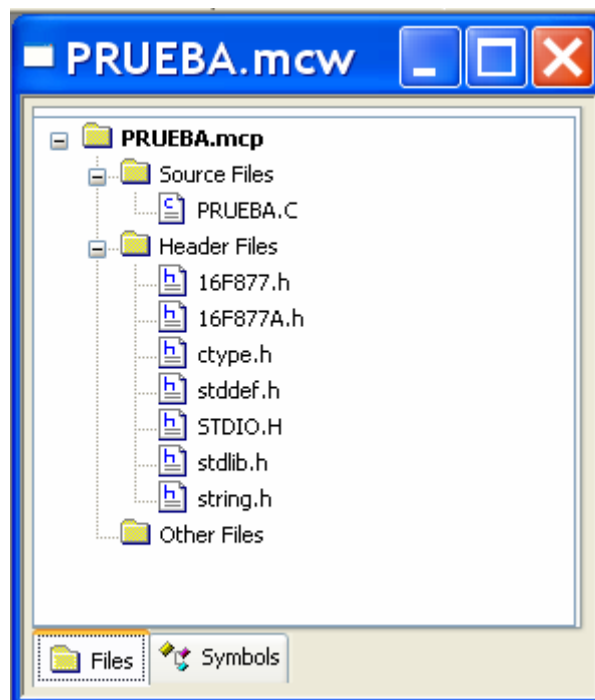 PRUEBA.mcw
PRUEBA.mcp
Source Files
PRUEBA.C
Header Files
16F877.h
16F877A.h
ctype.h
stddef.h
STDIO.H
stdlib.h
string.h
Other Files
Files Symbols